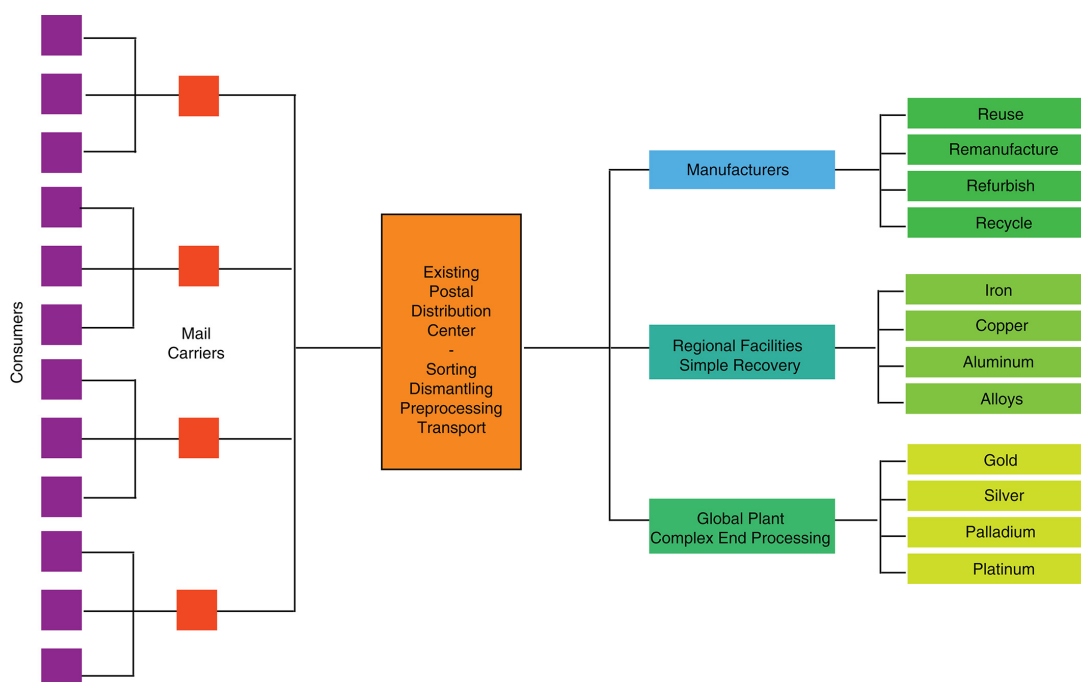 Consumers
Mail
Carriers
Existing
Postal
Distribution
Center
-
Sorting
Dismantling
Preprocessing
Transport
Manufacturers
Reuse
Remanufacture
Refurbish
Recycle
Regional Facilities
Simple Recovery
Iron
Copper
Aluminum
Alloys
Global Plant
Complex End Processing
Gold
Silver
Palladium
Platinum